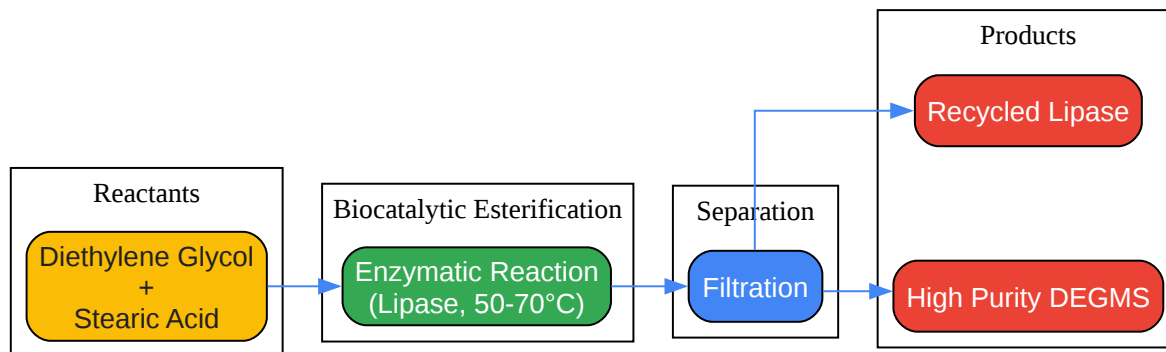 Reactants
Diethylene Glycol
+
Stearic Acid
Biocatalytic Esterification
Enzymatic Reaction
(Lipase, 50-70°C)
Separation
Filtration
Products
Recycled Lipase
High Purity DEGMS